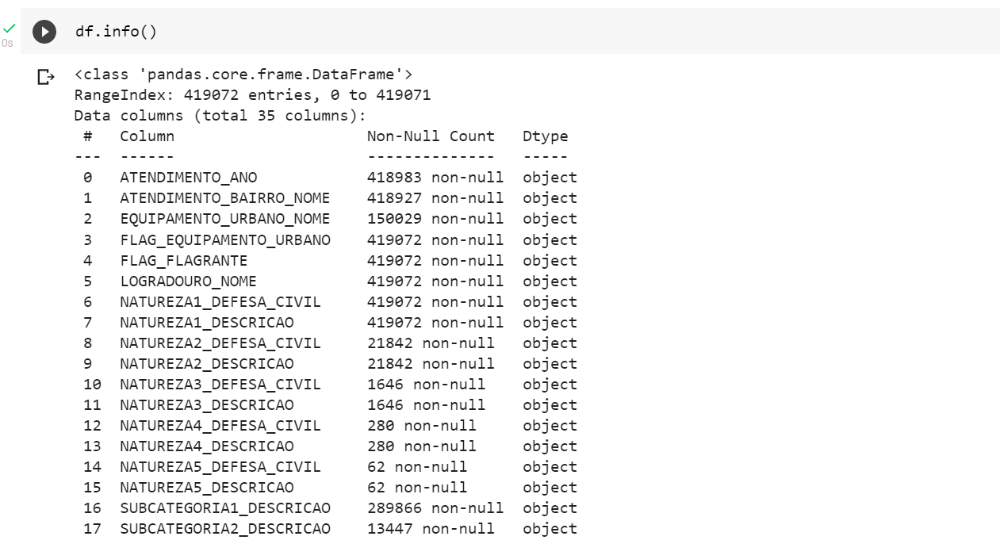 df.info()
0s
<class 'pandas.core.frame.DataFrame'>
RangeIndex: 419072 entries, 0 to 419071
Data columns (total 35 columns):
#   Column                     Non-Null Count   Dtype
---  ------                     --------------   -----
0   ATENDIMENTO_ANO            418983 non-null  object
1   ATENDIMENTO_BAIRRO_NOME    418927 non-null  object
2   EQUIPAMENTO_URBANO_NOME    150029 non-null  object
3   FLAG_EQUIPAMENTO_URBANO    419072 non-null  object
4   FLAG_FLAGRANTE             419072 non-null  object
5   LOGRADOURO_NOME            419072 non-null  object
6   NATUREZA1_DEFESA_CIVIL     419072 non-null  object
7   NATUREZA1_DESCRICAO        419072 non-null  object
8   NATUREZA2_DEFESA_CIVIL     21842 non-null   object
9   NATUREZA2_DESCRICAO        21842 non-null   object
10  NATUREZA3_DEFESA_CIVIL     1646 non-null    object
11  NATUREZA3_DESCRICAO        1646 non-null    object
12  NATUREZA4_DEFESA_CIVIL     280 non-null     object
13  NATUREZA4_DESCRICAO        280 non-null     object
14  NATUREZA5_DEFESA_CIVIL     62 non-null      object
15  NATUREZA5_DESCRICAO        62 non-null      object
16  SUBCATEGORIA1_DESCRICAO    289866 non-null  object
17  SUBCATEGORIA2_DESCRICAO    13447 non-null   object